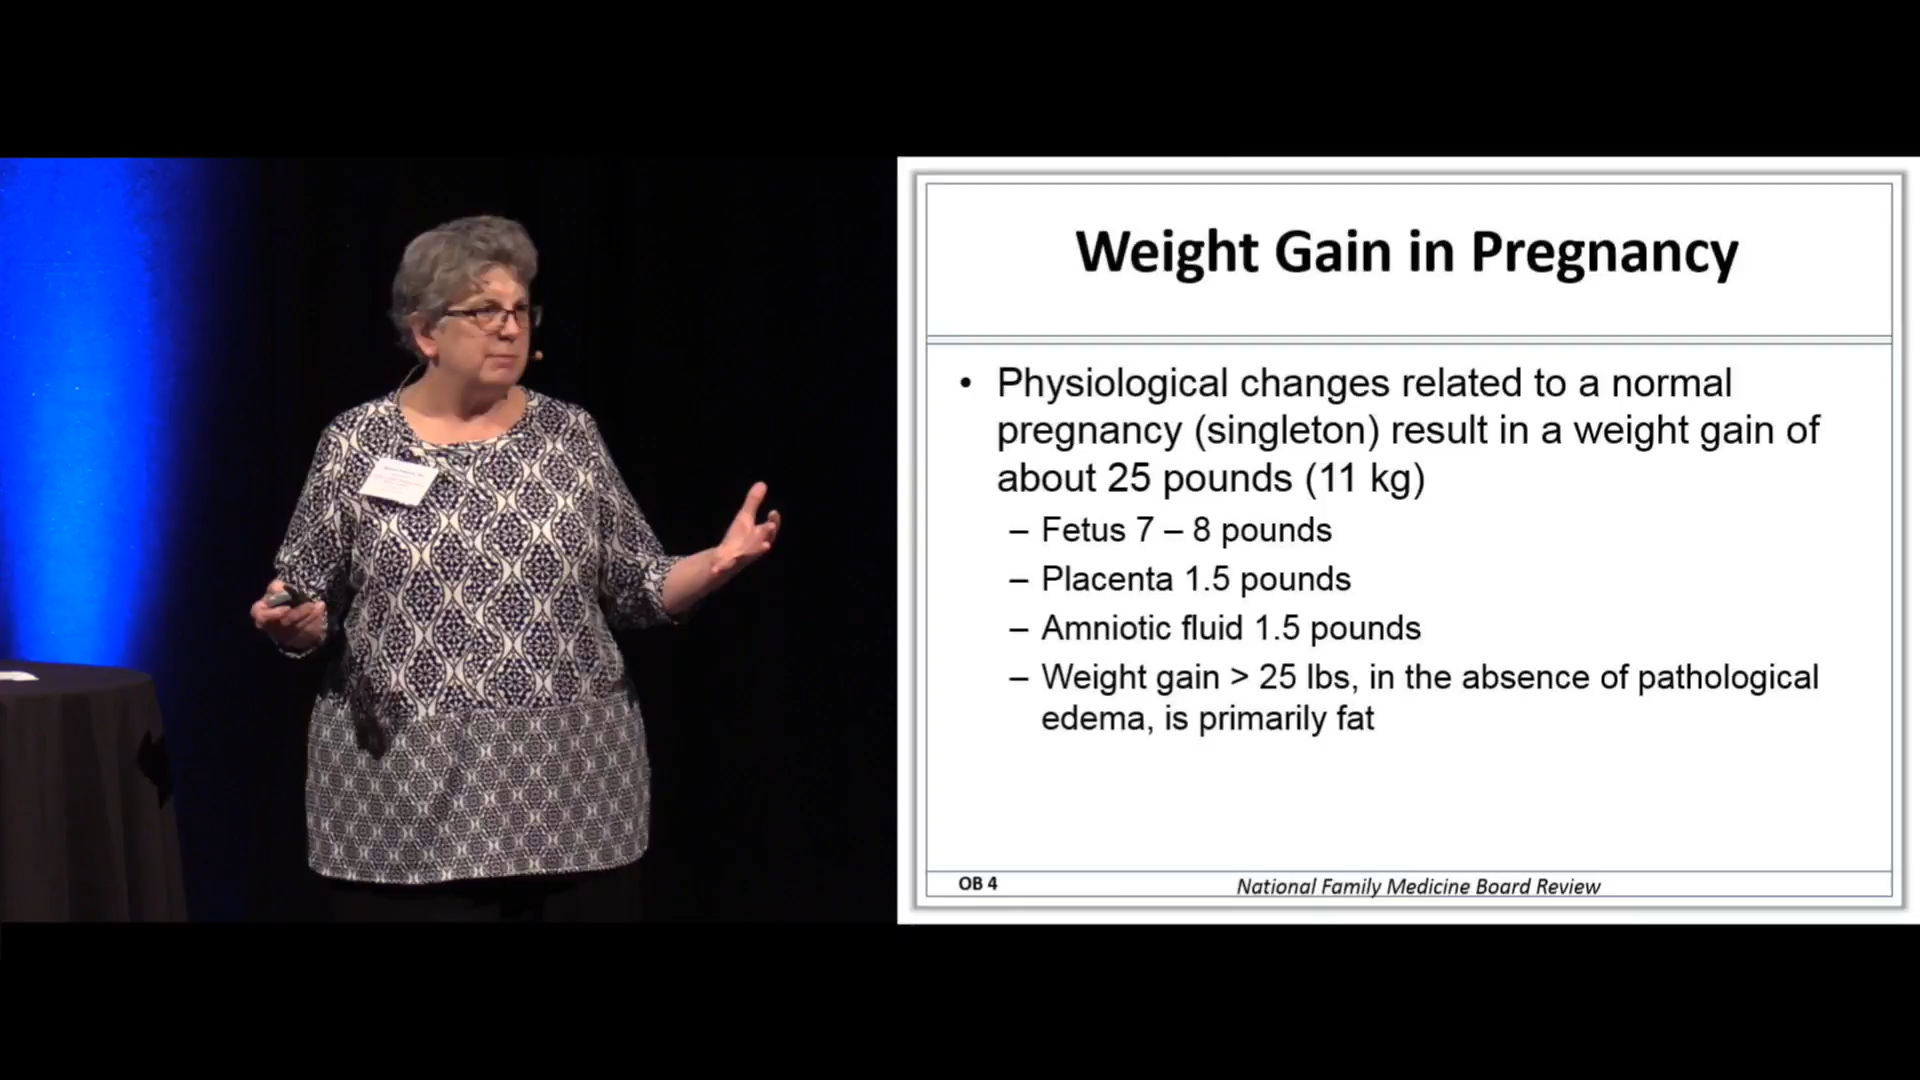 Weight Gain in Pregnancy
• Physiological changes related to a normal
pregnancy (singleton) result in a weight gain of
about 25 pounds (11 kg)
– Fetus 7 – 8 pounds
– Placenta 1.5 pounds
– Amniotic fluid 1.5 pounds
– Weight gain > 25 lbs, in the absence of pathological
edema, is primarily fat
OB 4
National Family Medicine Board Review